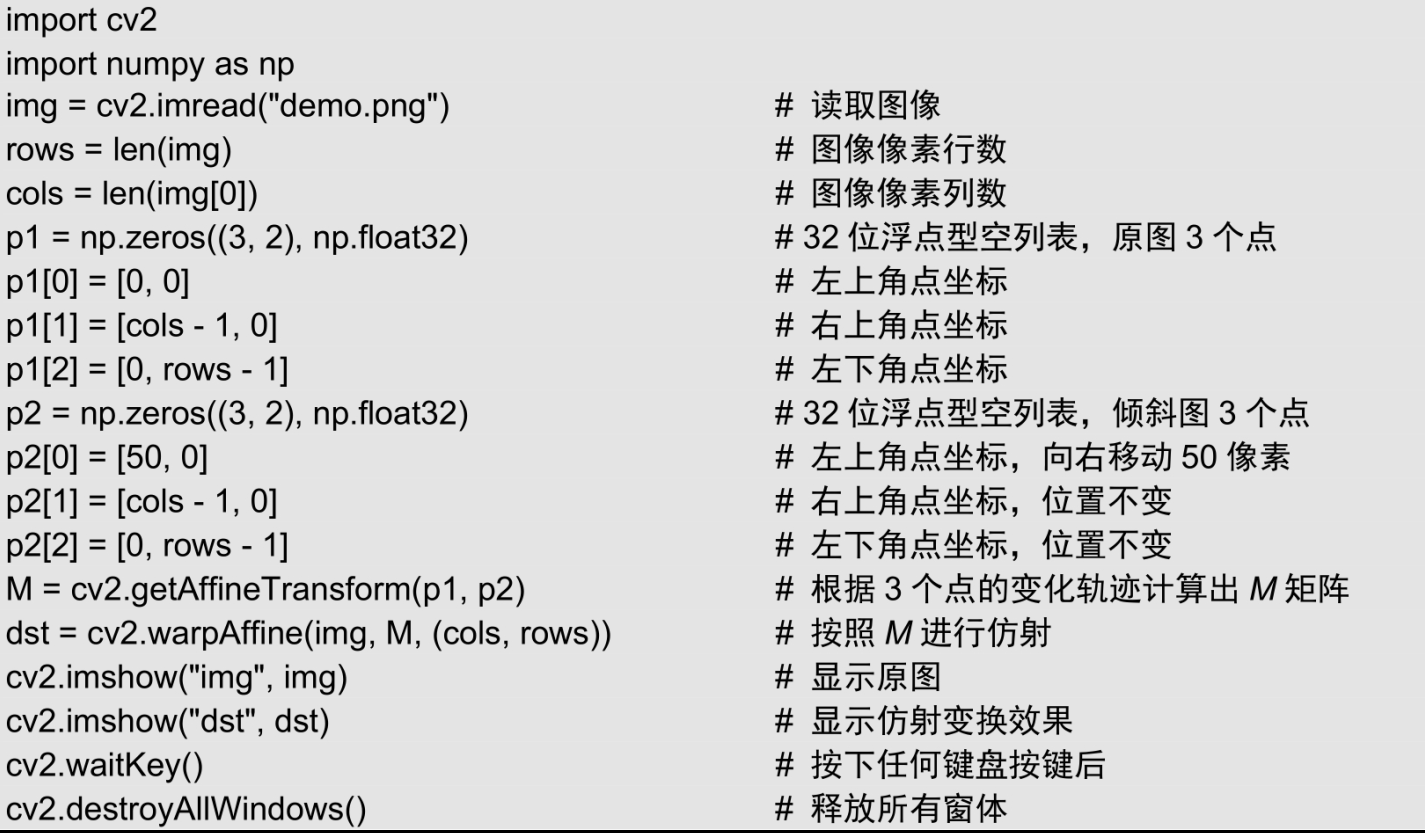 import cv2
import numpy as np
img = cv2.imread("demo.png") # 读取图像
rows = len(img) # 图像像素行数
cols = len(img[0]) # 图像像素列数
p1 = np.zeros((3, 2), np.float32) # 32 位浮点型空列表，原图 3 个点
p1[0] = [0, 0] # 左上角点坐标
p1[1] = [cols - 1, 0] # 右上角点坐标
p1[2] = [0, rows - 1] # 左下角点坐标
p2 = np.zeros((3, 2), np.float32) # 32 位浮点型空列表，倾斜图 3 个点
p2[0] = [50, 0] # 左上角点坐标，向右移动 50 像素
p2[1] = [cols - 1, 0] # 右上角点坐标，位置不变
p2[2] = [0, rows - 1] # 左下角点坐标，位置不变
M = cv2.getAffineTransform(p1, p2) # 根据 3 个点的变化轨迹计算出 M 矩阵
dst = cv2.warpAffine(img, M, (cols, rows)) # 按照 M 进行仿射
cv2.imshow("img", img) # 显示原图
cv2.imshow("dst", dst) # 显示仿射变换效果
cv2.waitKey() # 按下任何键盘按键后
cv2.destroyAllWindows() # 释放所有窗体